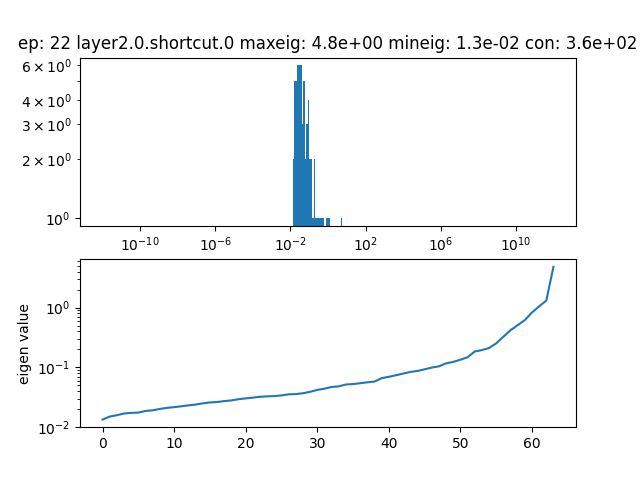 ep: 22 layer2.0.shortcut.0 maxeig: 4.8e+00 mineig: 1.3e-02 con: 3.6e+02
6 × 10⁰
4 × 10⁰
3 × 10⁰
2 × 10⁰
10⁰
10⁻¹⁰ 10⁻⁶ 10⁻² 10² 10⁶ 10¹⁰
eigen value
10⁰
10⁻¹
10⁻²
0 10 20 30 40 50 60